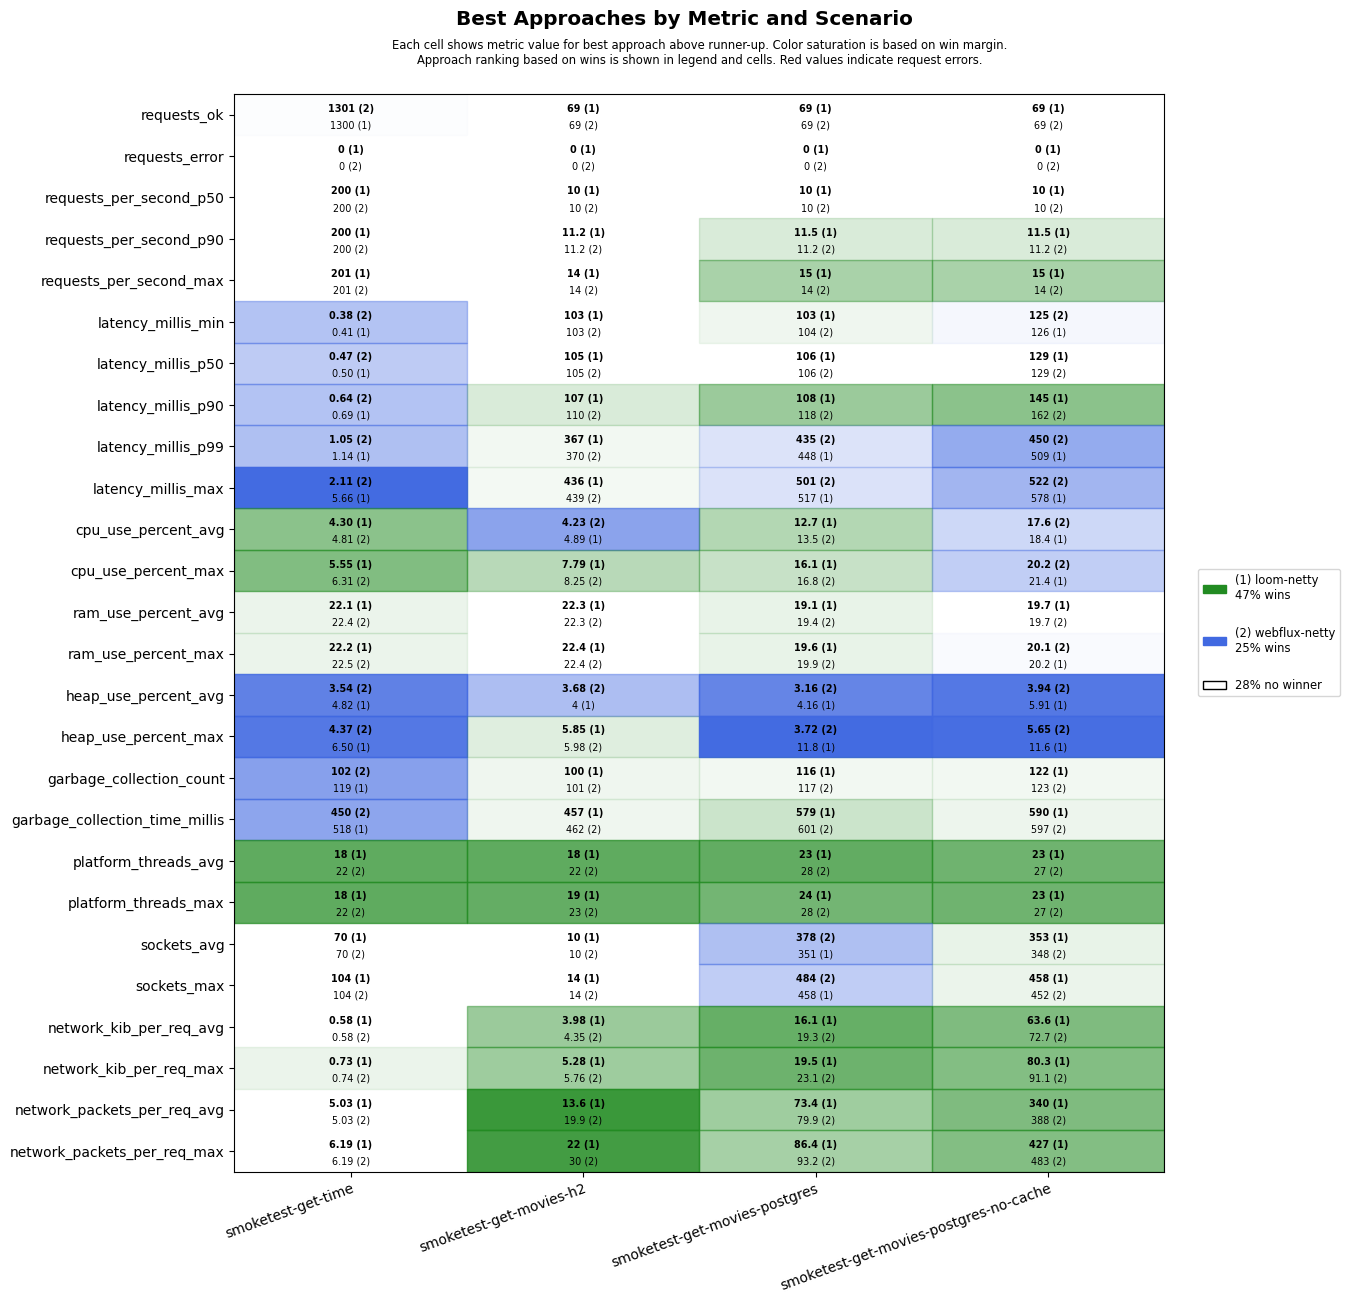 Best Approaches by Metric and Scenario
Each cell shows metric value for best approach above runner-up. Color saturation is based on win margin.
Approach ranking based on wins is shown in legend and cells. Red values indicate request errors.
requests_ok
1301 (2) 69 (1) 69 (1) 69 (1)
1300 (1) 69 (2) 69 (2) 69 (2)
requests_error
0 (1) 0 (1) 0 (1) 0 (1)
0 (2) 0 (2) 0 (2) 0 (2)
requests_per_second_p50
200 (1) 10 (1) 10 (1) 10 (1)
200 (2) 10 (2) 10 (2) 10 (2)
requests_per_second_p90
200 (1) 11.2 (1) 11.5 (1) 11.5 (1)
200 (2) 11.2 (2) 11.2 (2) 11.2 (2)
requests_per_second_max
201 (1) 14 (1) 15 (1) 15 (1)
201 (2) 14 (2) 14 (2) 14 (2)
latency_millis_min
0.38 (2) 103 (1) 103 (1) 125 (2)
0.41 (1) 103 (2) 104 (2) 126 (1)
latency_millis_p50
0.47 (2) 105 (1) 106 (1) 129 (1)
0.50 (1) 105 (2) 106 (2) 129 (2)
latency_millis_p90
0.64 (2) 107 (1) 108 (1) 145 (1)
0.69 (1) 110 (2) 118 (2) 162 (2)
latency_millis_p99
1.05 (2) 367 (1) 435 (2) 450 (2)
1.14 (1) 370 (2) 448 (1) 509 (1)
latency_millis_max
2.11 (2) 436 (1) 501 (2) 522 (2)
5.66 (1) 439 (2) 517 (1) 578 (1)
cpu_use_percent_avg
4.30 (1) 4.23 (2) 12.7 (1) 17.6 (2)
4.81 (2) 4.89 (1) 13.5 (2) 18.4 (1)
cpu_use_percent_max
5.55 (1) 7.79 (1) 16.1 (1) 20.2 (2)
6.31 (2) 8.25 (2) 16.8 (2) 21.4 (1)
ram_use_percent_avg
22.1 (1) 22.3 (1) 19.1 (1) 19.7 (1)
22.4 (2) 22.3 (2) 19.4 (2) 19.7 (2)
ram_use_percent_max
22.2 (1) 22.4 (1) 19.6 (1) 20.1 (2)
22.5 (2) 22.4 (2) 19.9 (2) 20.2 (1)
heap_use_percent_avg
3.54 (2) 3.68 (2) 3.16 (2) 3.94 (2)
4.82 (1) 4 (1) 4.16 (1) 5.91 (1)
heap_use_percent_max
4.37 (2) 5.85 (1) 3.72 (2) 5.65 (2)
6.50 (1) 5.98 (2) 11.8 (1) 11.6 (1)
garbage_collection_count
102 (2) 100 (1) 116 (1) 122 (1)
119 (1) 101 (2) 117 (2) 123 (2)
garbage_collection_time_millis
450 (2) 457 (1) 579 (1) 590 (1)
518 (1) 462 (2) 601 (2) 597 (2)
platform_threads_avg
18 (1) 18 (1) 23 (1) 23 (1)
22 (2) 22 (2) 28 (2) 27 (2)
platform_threads_max
18 (1) 19 (1) 24 (1) 23 (1)
22 (2) 23 (2) 28 (2) 27 (2)
sockets_avg
70 (1) 10 (1) 378 (2) 353 (1)
70 (2) 10 (2) 351 (1) 348 (2)
sockets_max
104 (1) 14 (1) 484 (2) 458 (1)
104 (2) 14 (2) 458 (1) 452 (2)
network_kib_per_req_avg
0.58 (1) 3.98 (1) 16.1 (1) 63.6 (1)
0.58 (2) 4.35 (2) 19.3 (2) 72.7 (2)
network_kib_per_req_max
0.73 (1) 5.28 (1) 19.5 (1) 80.3 (1)
0.74 (2) 5.76 (2) 23.1 (2) 91.1 (2)
network_packets_per_req_avg
5.03 (1) 13.6 (1) 73.4 (1) 340 (1)
5.03 (2) 19.9 (2) 79.9 (2) 388 (2)
network_packets_per_req_max
6.19 (1) 22 (1) 86.4 (1) 427 (1)
6.19 (2) 30 (2) 93.2 (2) 483 (2)
smoketest-get-time
smoketest-get-movies-h2
smoketest-get-movies-postgres
smoketest-get-movies-postgres-no-cache
(1) loom-netty
47% wins
(2) webflux-netty
25% wins
28% no winner